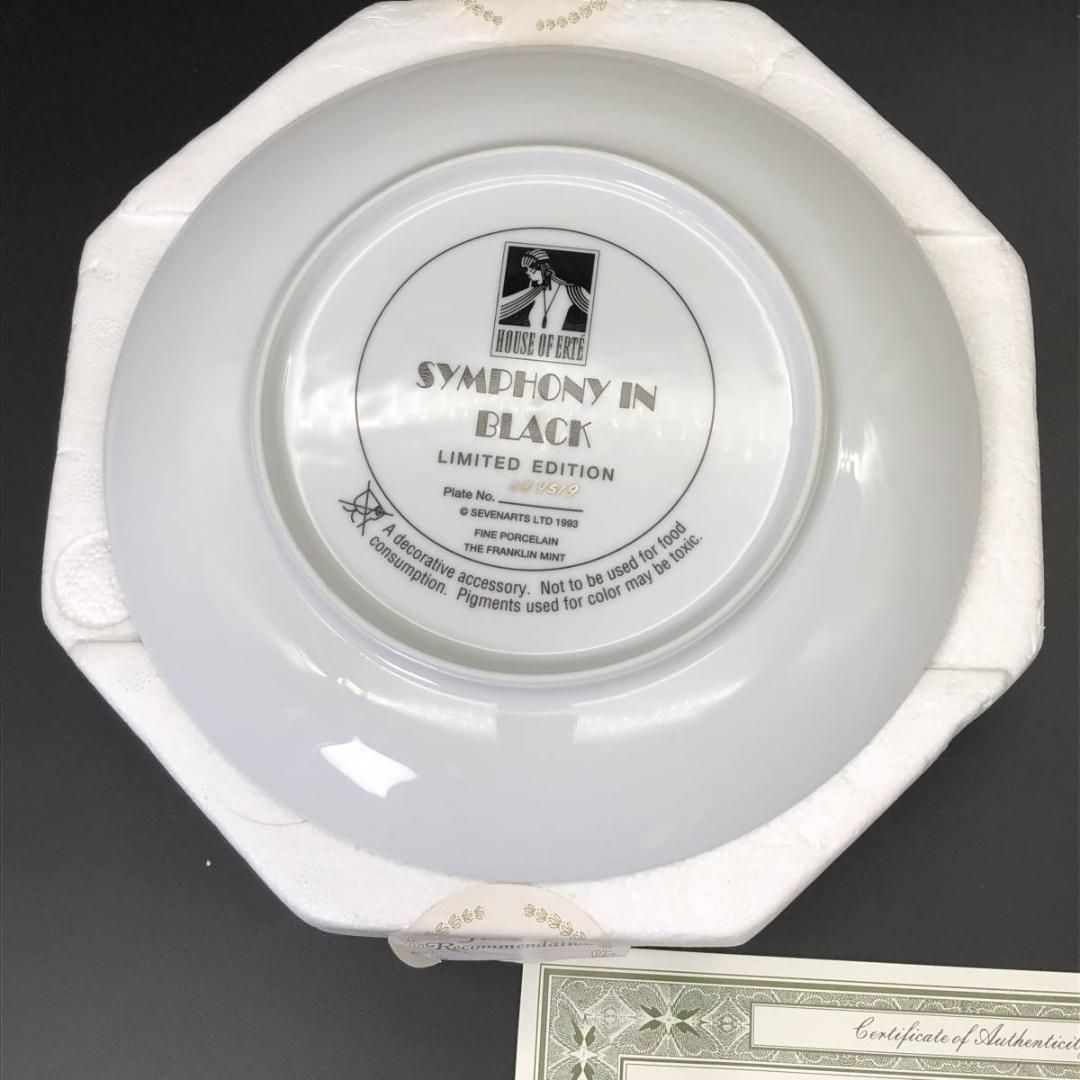 HOUSE OF ERTÉ
SYMPHONY IN
BLACK
LIMITED EDITION
Plate No.
© SEVENARTS LTD 1993
FINE PORCELAIN
THE FRANKLIN MINT
A decorative accessory. Not to be used for food
consumption. Pigments used for color may be toxic.
Certificate of Authenticity